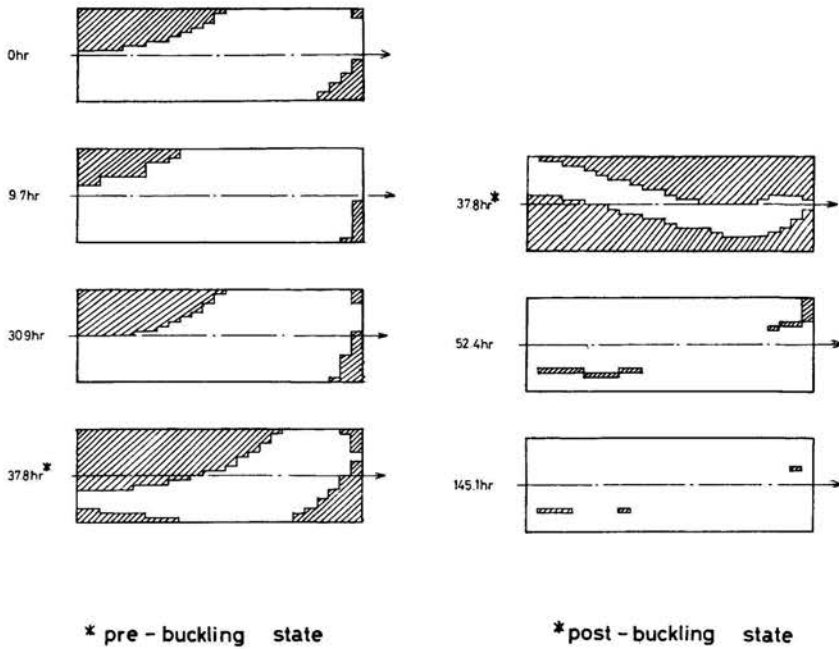 0hr
9.7hr
30.9hr
37.8hr*
* pre-buckling state
37.8hr*
52.4hr
145.1hr
*post-buckling state